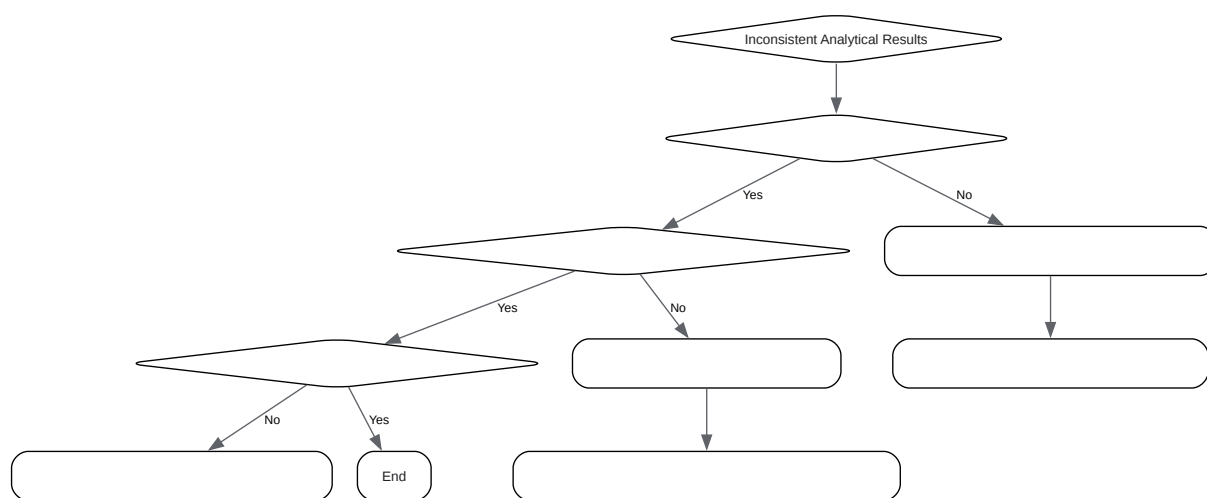 Inconsistent Analytical Results
Yes
No
Yes
No
No
Yes
End